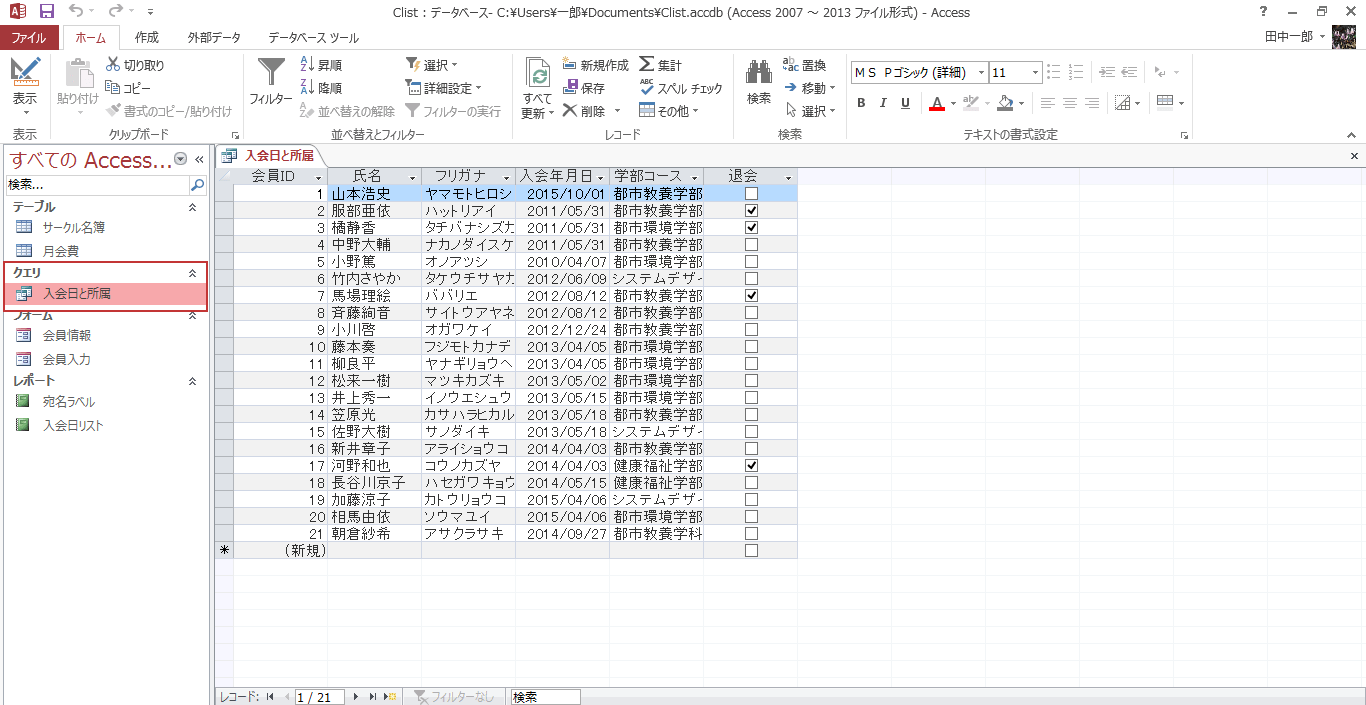 Clist : データベース- C:¥Users¥一郎¥Documents¥Clist.accdb (Access 2007 ～ 2013 ファイル形式) - Access
ファイル ホーム 作成 外部データ データベース ツール 田中一郎
表示
表示
貼り付け
切り取り
コピー
書式のコピー/貼り付け
クリップボード
フィルター
昇順
降順
並べ替えの解除
選択
詳細設定
フィルターの実行
並べ替えとフィルター
すべて
更新
新規作成
保存
削除
集計
スペル チェック
その他
レコード
検索
置換
移動
選択
検索
ＭＳ Ｐゴシック (詳細) 11
B I U A
テキストの書式設定
すべての Access...
検索...
テーブル
サークル名簿
月会費
クエリ
入会日と所属
フォーム
会員情報
会員入力
レポート
宛名ラベル
入会日リスト
入会日と所属
会員ID 氏名 フリガナ 入会年月日 学部コース 退会
1 山本浩史 ヤマモトヒロシ 2015/10/01 都市教養学部
2 服部亜依 ハットリアイ 2011/05/31 都市教養学部
3 橘静香 タチバナシズカ 2011/05/31 都市環境学部
4 中野大輔 ナカノダイスケ 2011/05/31 都市教養学部
5 小野篤 オノアツシ 2010/04/07 都市環境学部
6 竹内さやか タケウチサヤカ 2012/06/09 システムデザイ
7 馬場理絵 ババリエ 2012/08/12 都市教養学部
8 斉藤絢音 サイトウアヤネ 2012/08/12 都市教養学部
9 小川啓 オガワケイ 2012/12/24 都市教養学部
10 藤本奏 フジモトカナデ 2013/04/05 都市環境学部
11 柳良平 ヤナギリョウヘ 2013/04/05 都市環境学部
12 松来一樹 マツキカズキ 2013/05/02 都市環境学部
13 井上秀一 イノウエシュウ 2013/05/15 都市環境学部
14 笠原光 カサハラヒカル 2013/05/18 都市教養学部
15 佐野大樹 サノダイキ 2013/05/18 システムデザイ
16 新井章子 アライショウコ 2014/04/03 都市教養学部
17 河野和也 コウノカズヤ 2014/04/03 健康福祉学部
18 長谷川京子 ハセガワキョウ 2014/05/15 健康福祉学部
19 加藤涼子 カトウリョウコ 2015/04/06 システムデザイ
20 相馬由依 ソウマユイ 2015/04/06 都市環境学部
21 朝倉紗希 アサクラサキ 2014/09/27 都市教養学科
(新規)
レコード: 1 / 21 フィルターなし 検索